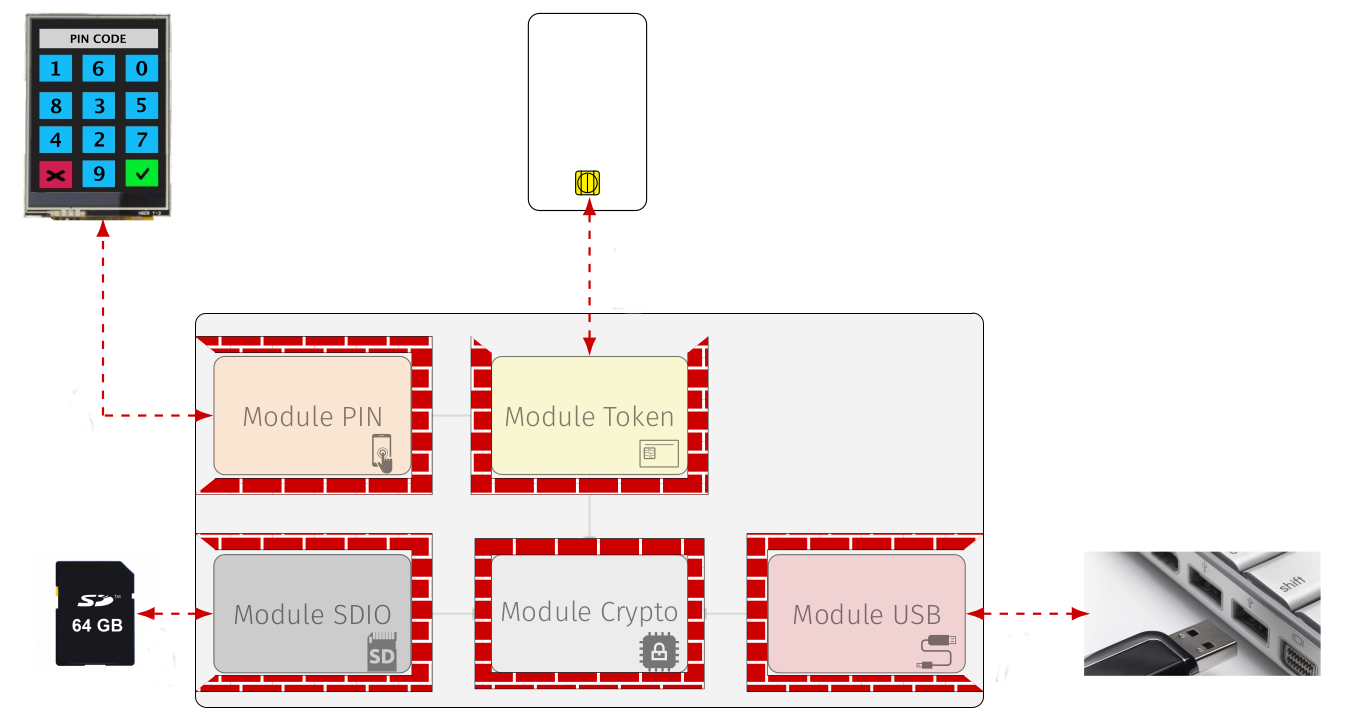 PIN CODE
1 6 0
8 3 5
4 2 7
9
Module PIN
Module Token
SD™
64 GB
Module SDIO
SD
Module Crypto
Module USB
shift